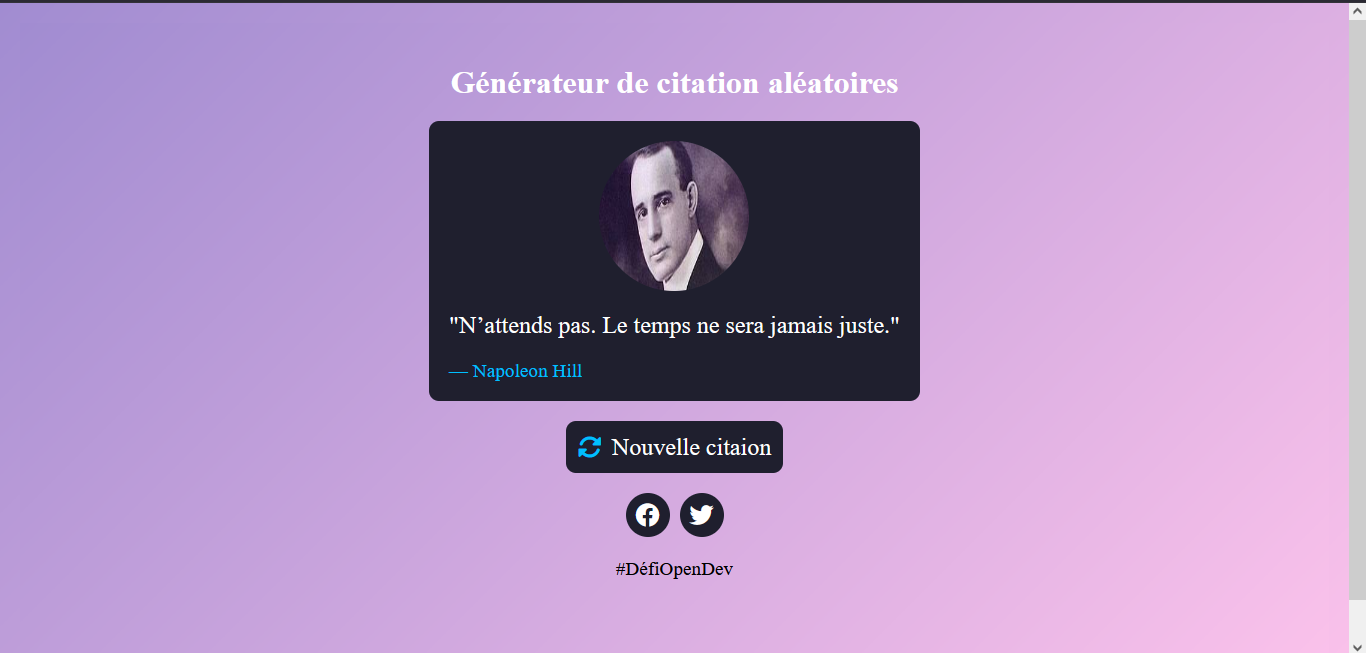 Générateur de citation aléatoires
"N’attends pas. Le temps ne sera jamais juste."
— Napoleon Hill
Nouvelle citaion
#DéfiOpenDev